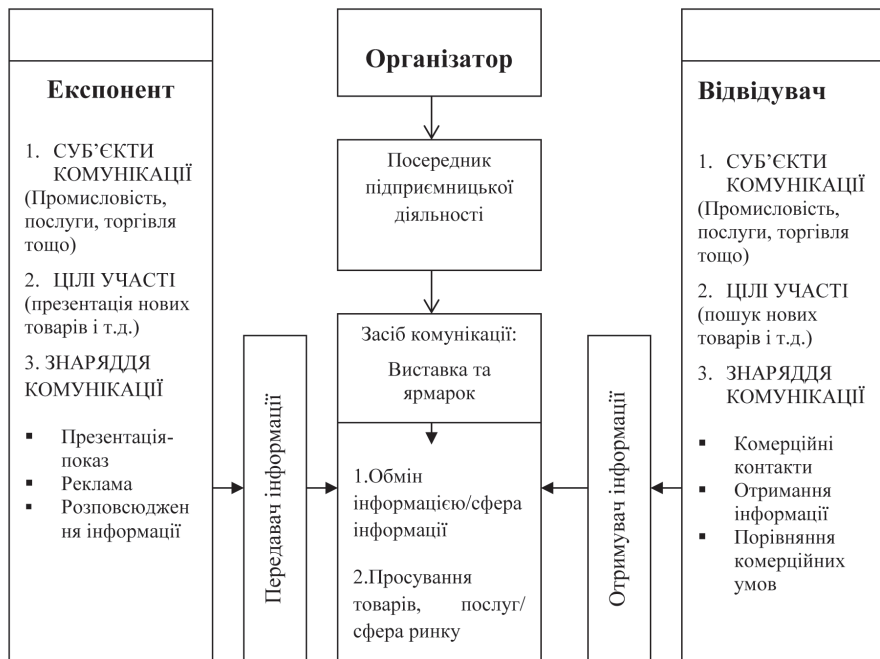 Експонент
1. СУБ’ЄКТИ
КОМУНІКАЦІЇ
(Промисловість,
послуги, торгівля
тощо)
2. ЦІЛІ УЧАСТІ
(презентація нових
товарів і т.д.)
3. ЗНАРЯДДЯ
КОМУНІКАЦІЇ
▪ Презентація-
показ
▪ Реклама
▪ Розповсюджен
ня інформації
Передавач інформації
Організатор
Посередник
підприємницької
діяльності
Засіб комунікації:
Виставка та
ярмарок
1.Обмін
інформацією/сфера
інформації
2.Просування
товарів, послуг/
сфера ринку
Отримувач інформації
Відвідувач
1. СУБ’ЄКТИ
КОМУНІКАЦІЇ
(Промисловість,
послуги, торгівля
тощо)
2. ЦІЛІ УЧАСТІ
(пошук нових
товарів і т.д.)
3. ЗНАРЯДДЯ
КОМУНІКАЦІЇ
▪ Комерційні
контакти
▪ Отримання
інформації
▪ Порівняння
комерційних
умов